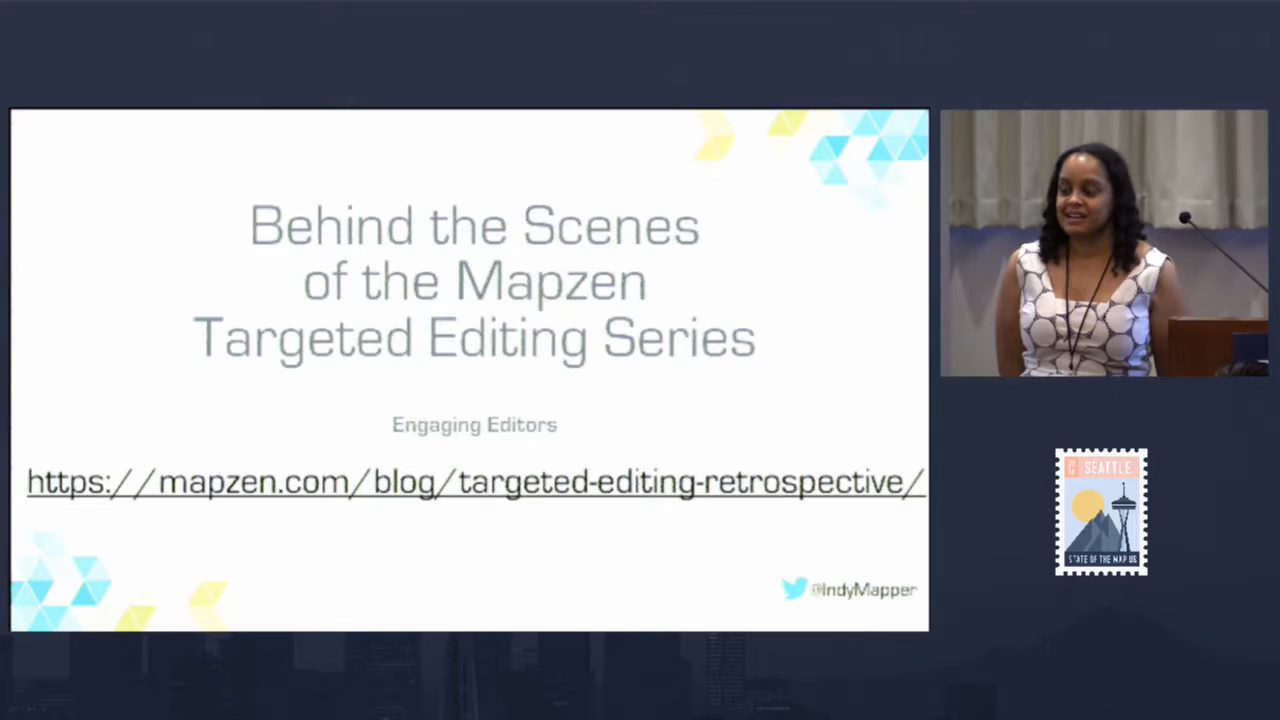 Behind the Scenes
of the Mapzen
Targeted Editing Series
Engaging Editors
https://mapzen.com/blog/targeted-editing-retrospective/
@IndyMapper
SEATTLE
STATE OF THE MAP US